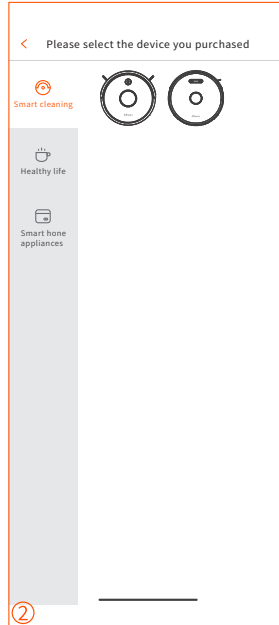 Please select the device you purchased
Smart cleaning
Healthy life
Smart hone
appliances
②